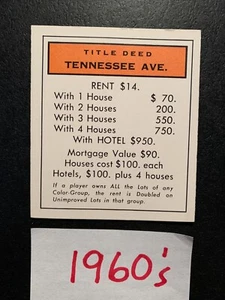 TITLE DEED
TENNESSEE AVE.
RENT $14.
With 1 House $ 70.
With 2 Houses 200.
With 3 Houses 550.
With 4 Houses 750.
With HOTEL $950.
Mortgage Value $90.
Houses cost $100. each
Hotels, $100. plus 4 houses
If a player owns ALL the Lots of any
Color-Group, the rent is Doubled on
Unimproved Lots in that group.
1960's